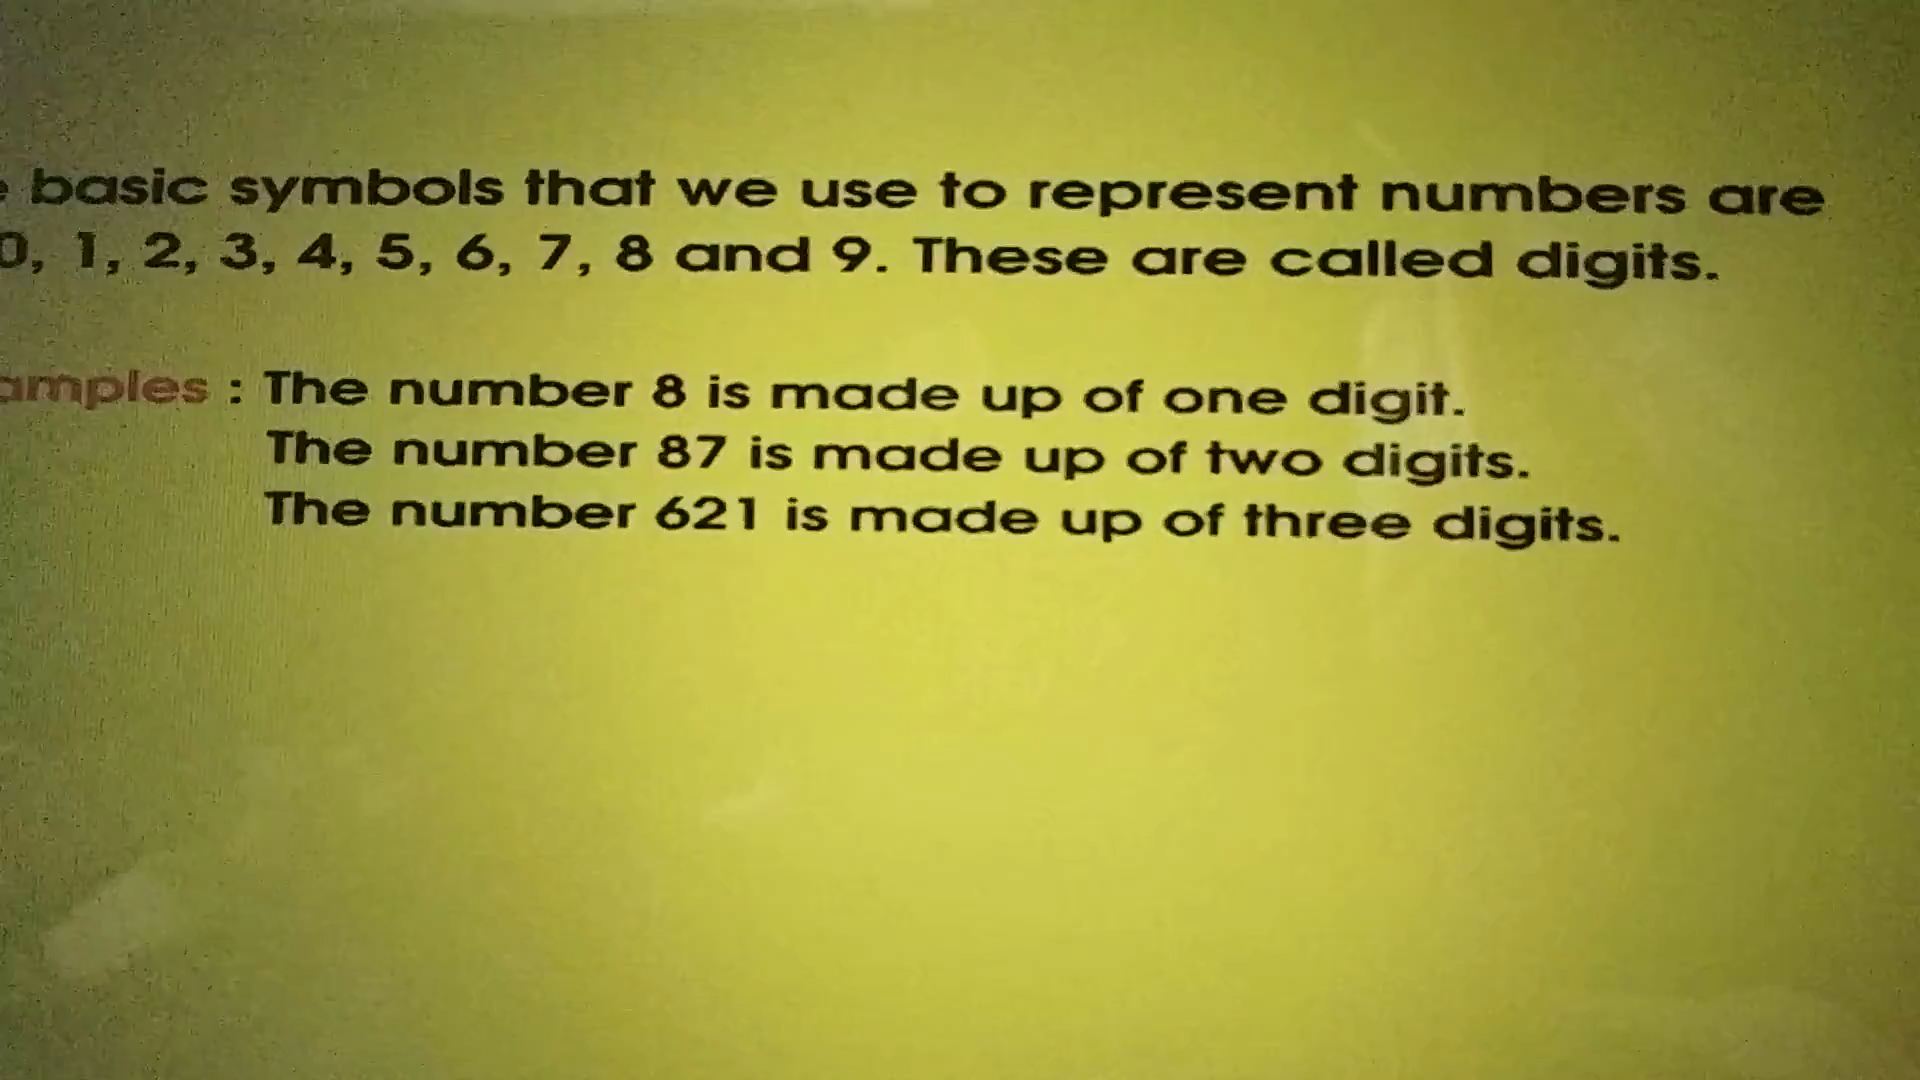 basic symbols that we use to represent numbers are
0, 1, 2, 3, 4, 5, 6, 7, 8 and 9. These are called digits.
amples : The number 8 is made up of one digit.
The number 87 is made up of two digits.
The number 621 is made up of three digits.